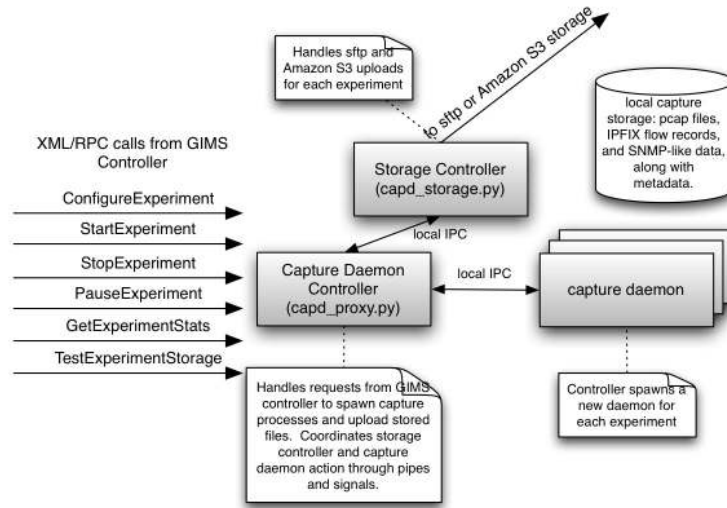 Handles sftp and
Amazon S3 uploads
for each experiment
to sftp or Amazon S3 storage
local capture
storage: pcap files,
IPFIX flow records,
and SNMP-like data,
along with
metadata.
XML/RPC calls from GIMS
Controller
ConfigureExperiment
StartExperiment
StopExperiment
PauseExperiment
GetExperimentStats
TestExperimentStorage
Storage Controller
(capd_storage.py)
local IPC
Capture Daemon
Controller
(capd_proxy.py)
local IPC
capture daemon
Handles requests from GIMS
controller to spawn capture
processes and upload stored
files. Coordinates storage
controller and capture
daemon action through pipes
and signals.
Controller spawns a
new daemon for
each experiment